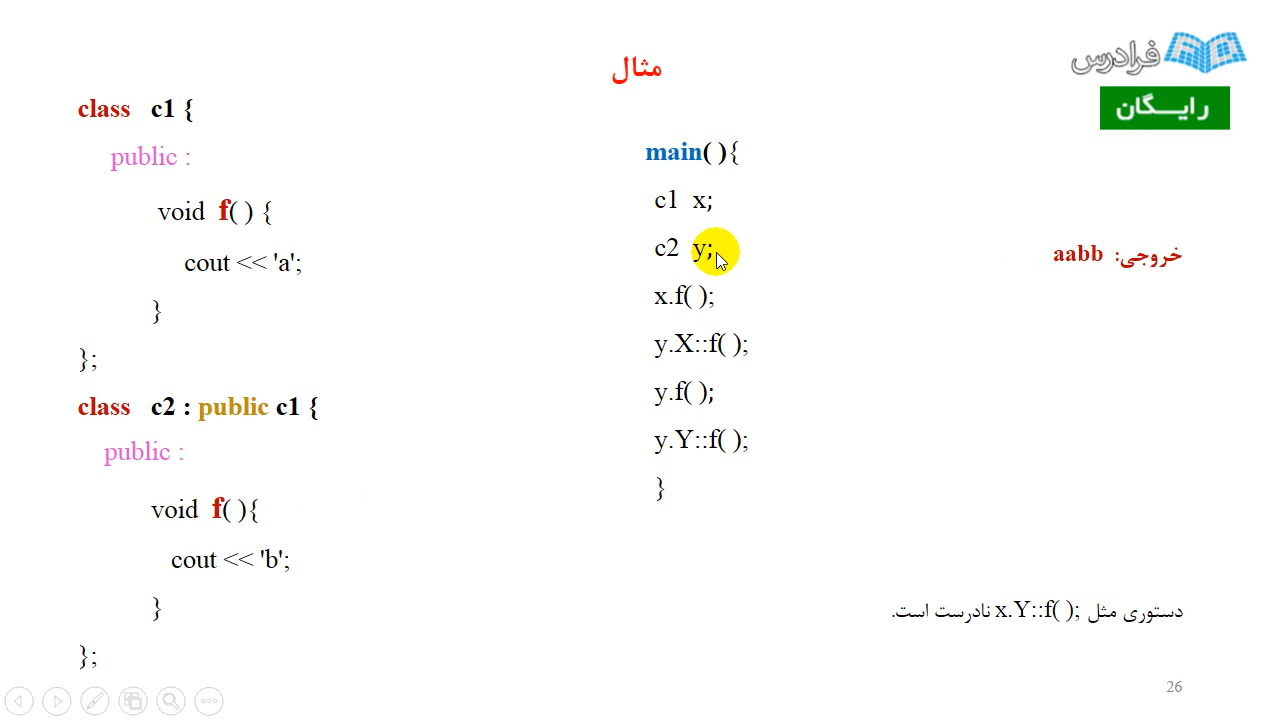 فرادرس
رایــــگان
مثال
class c1 {
public :
void f( ) {
cout << 'a';
}
};
class c2 : public c1 {
public :
void f( ){
cout << 'b';
}
};
main( ){
c1 x;
c2 y;
x.f( );
y.X::f( );
y.f( );
y.Y::f( );
}
خروجی: aabb
دستوری مثل x.Y::f( ); نادرست است.
26